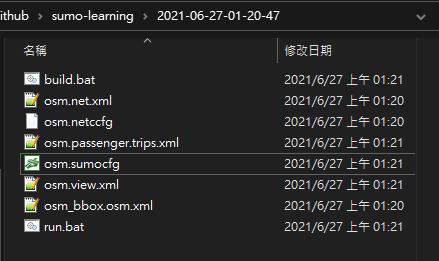 ithub › sumo-learning › 2021-06-27-01-20-47
名稱 修改日期
build.bat 2021/6/27 上午 01:21
osm.net.xml 2021/6/27 上午 01:20
osm.netccfg 2021/6/27 上午 01:20
osm.passenger.trips.xml 2021/6/27 上午 01:21
osm.sumocfg 2021/6/27 上午 01:21
osm.view.xml 2021/6/27 上午 01:21
osm_bbox.osm.xml 2021/6/27 上午 01:20
run.bat 2021/6/27 上午 01:21